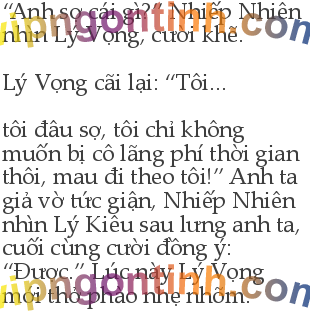 “Anh sợ cái gì?” Nhiếp Nhiên
nhìn Lý Vọng, cười khẽ.
Lý Vọng cãi lại: “Tôi...
tôi đâu sợ, tôi chỉ không
muốn bị cô lãng phí thời gian
thôi, mau đi theo tôi!” Anh ta
giả vờ tức giận, Nhiếp Nhiên
nhìn Lý Kiêu sau lưng anh ta,
cuối cùng cười đồng ý:
“Được.” Lúc này Lý Vọng
mới thở phào nhẹ nhõm.
vipngontinh.com
vipngontinh.com